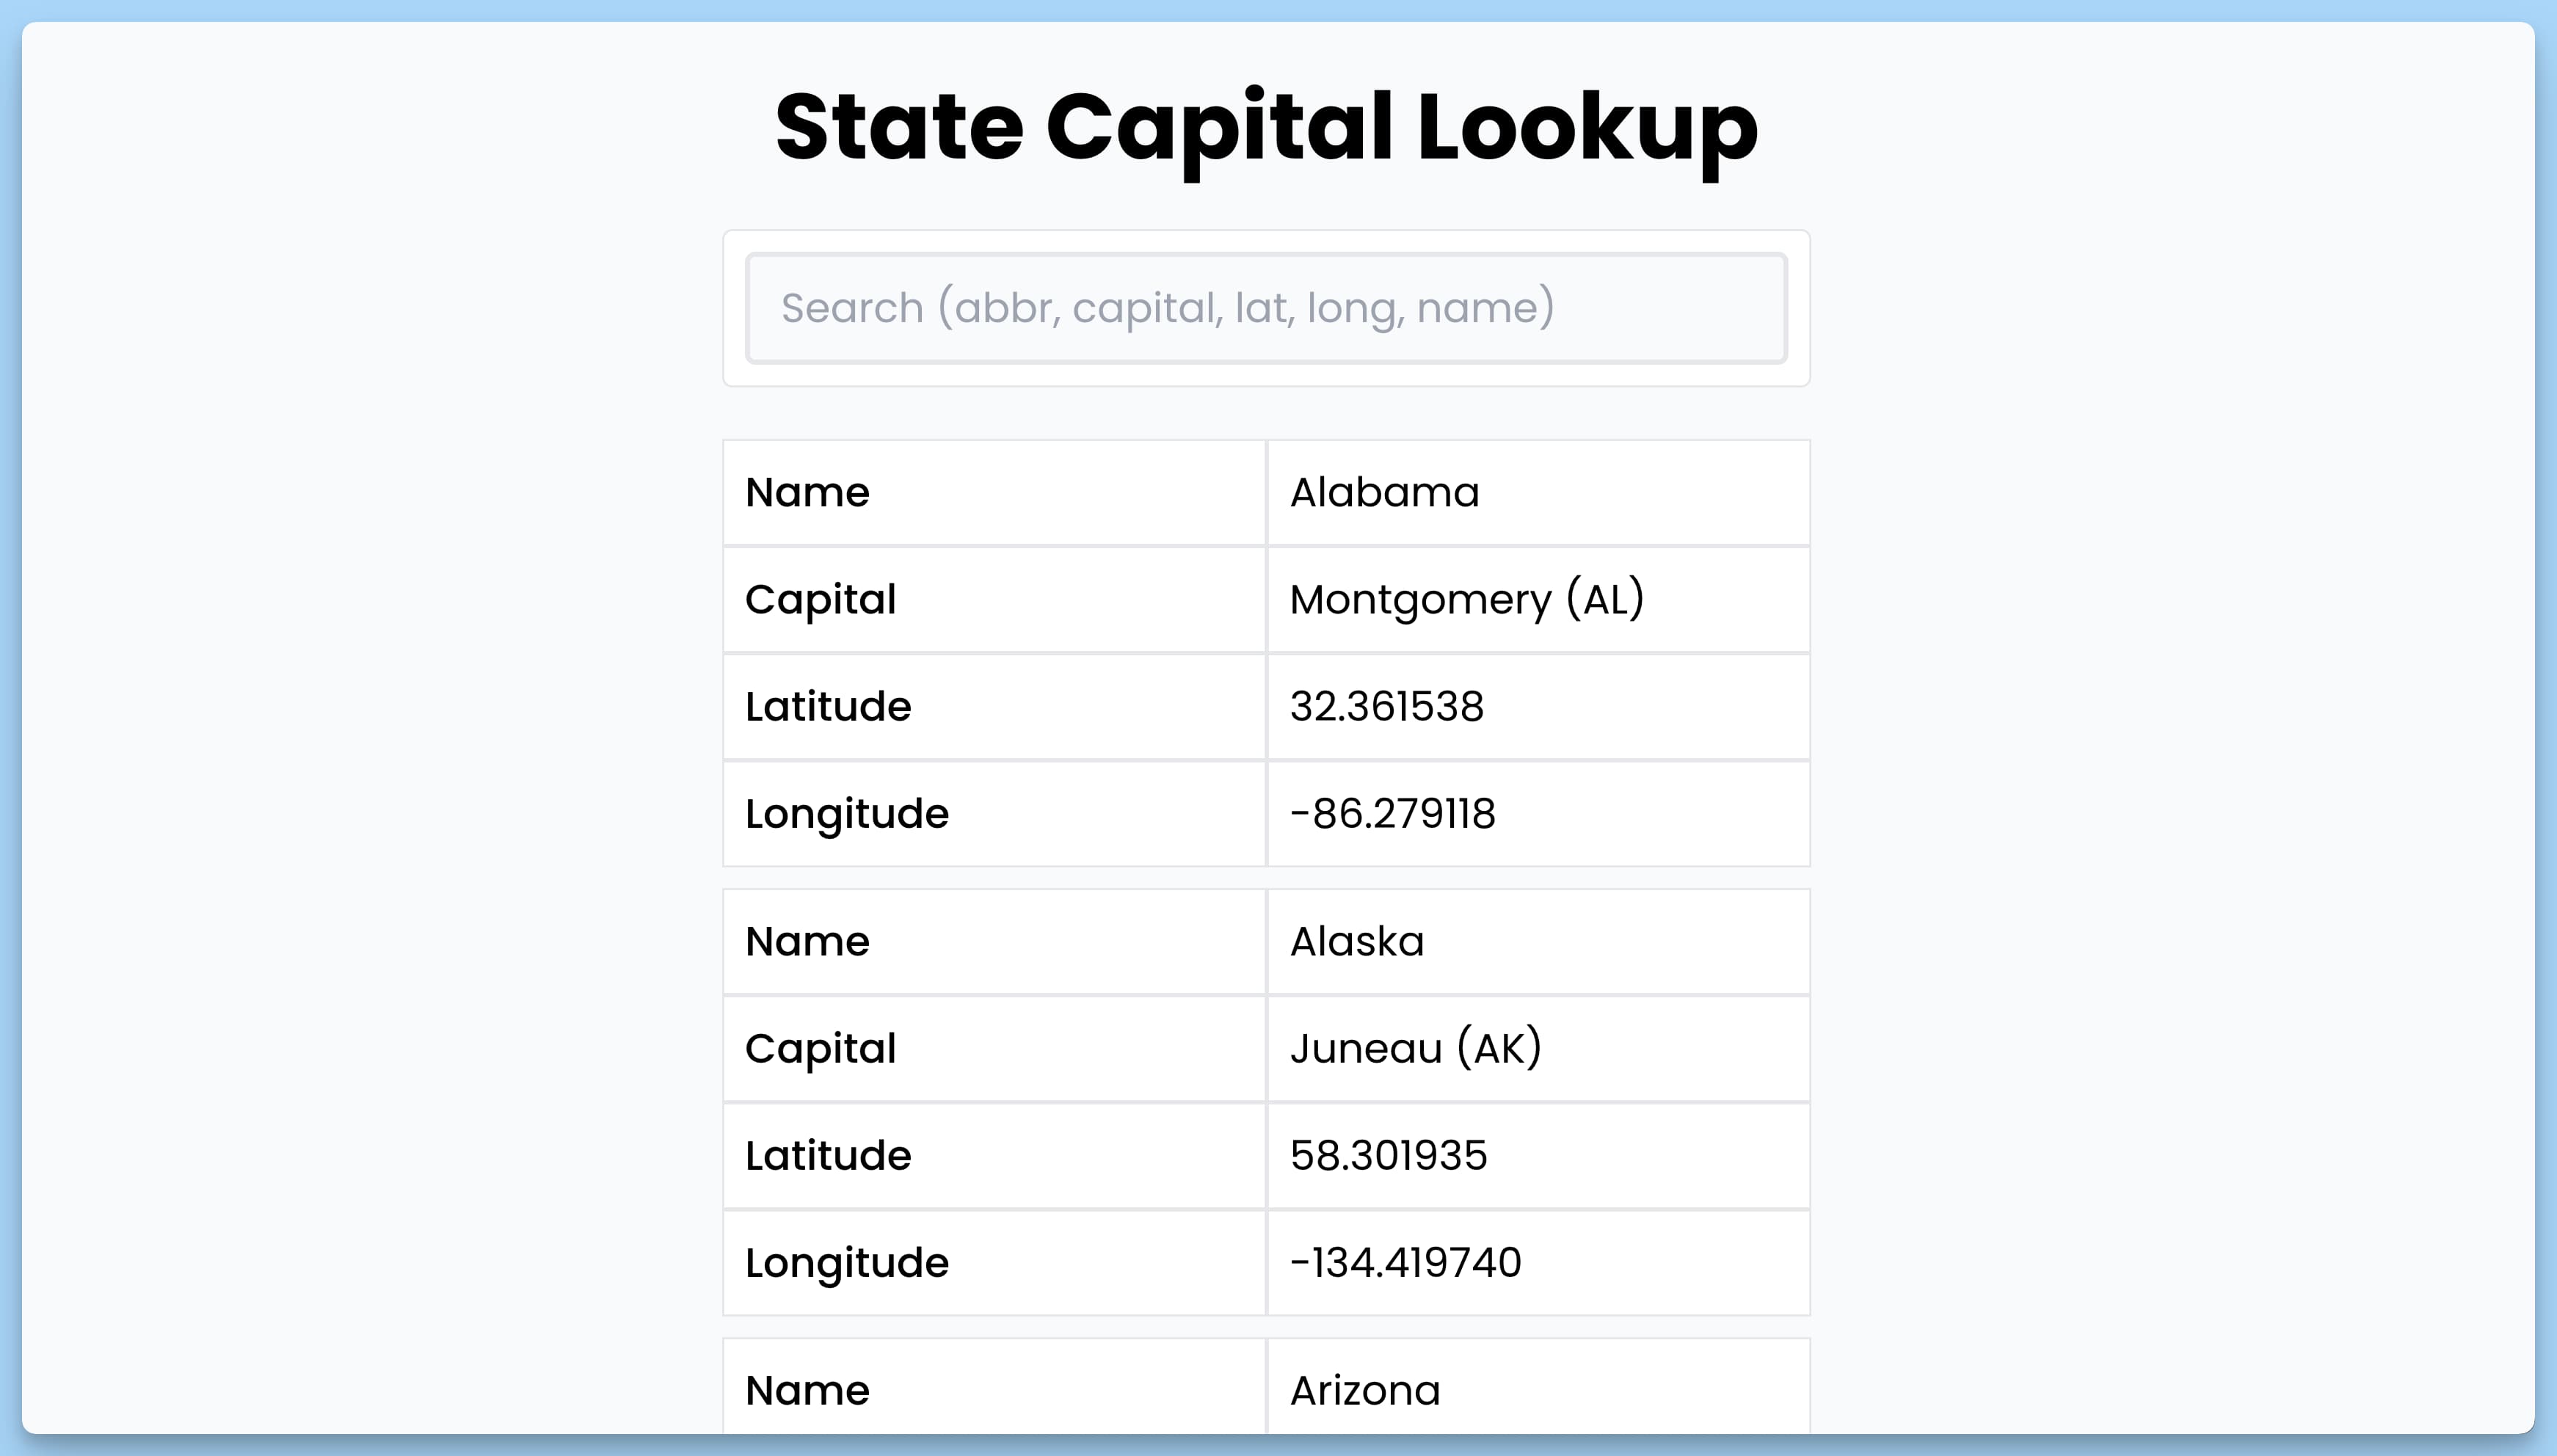 State Capital Lookup
Search (abbr, capital, lat, long, name)
Name Alabama
Capital Montgomery (AL)
Latitude 32.361538
Longitude -86.279118
Name Alaska
Capital Juneau (AK)
Latitude 58.301935
Longitude -134.419740
Name Arizona